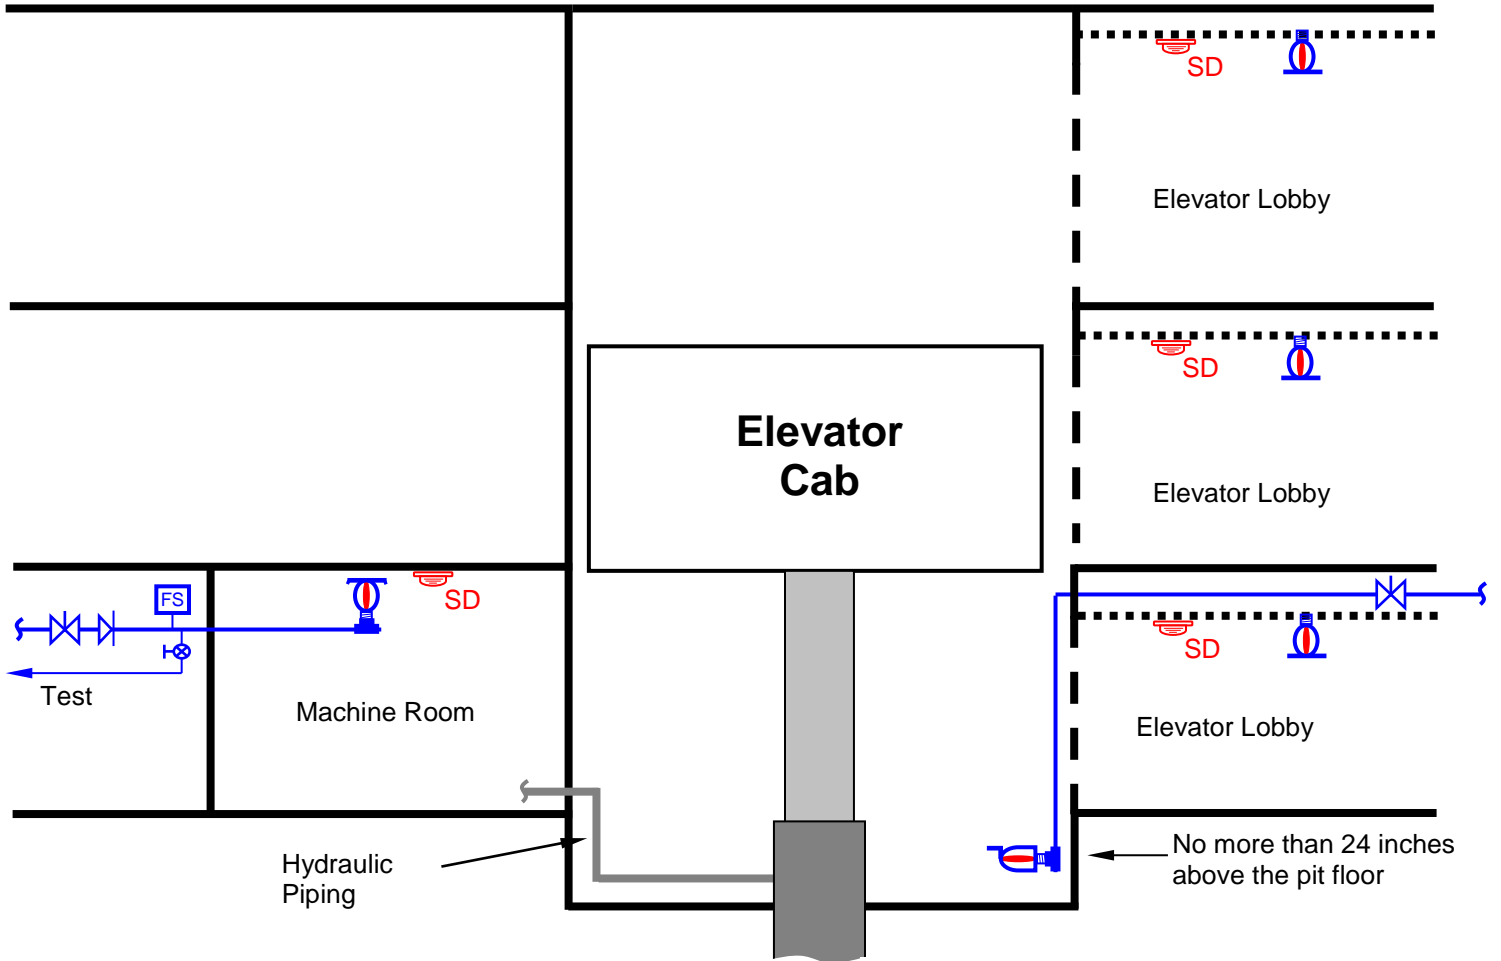 SD
Elevator Lobby
SD
Elevator
Cab
Elevator Lobby
FS
SD
SD
Test
Machine Room
Elevator Lobby
Hydraulic
Piping
No more than 24 inches
above the pit floor